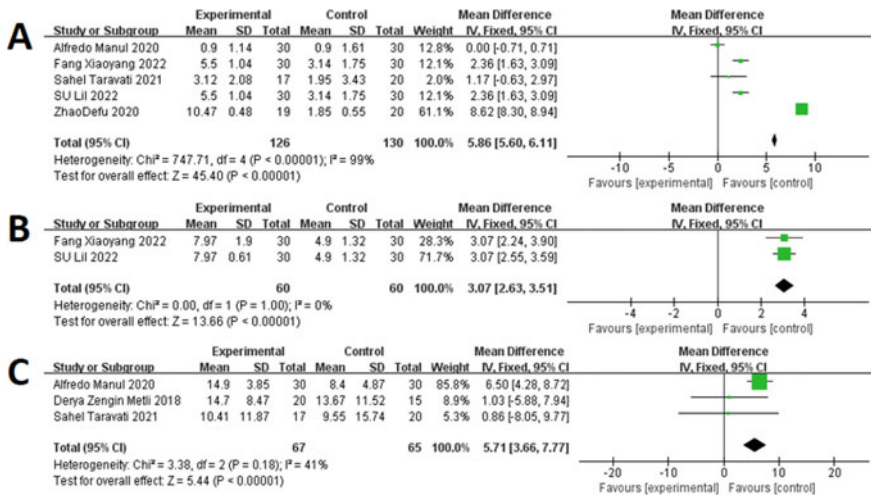 A
Experimental Control Mean Difference Mean Difference
Study or Subgroup Mean SD Total Mean SD Total Weight IV, Fixed, 95% CI IV, Fixed, 95% CI
Alfredo Manul 2020 0.9 1.14 30 0.9 1.61 30 12.8% 0.00 [-0.71, 0.71]
Fang Xiaoyang 2022 5.5 1.04 30 3.14 1.75 30 12.1% 2.36 [1.63, 3.09]
Sahel Taravati 2021 3.12 2.08 17 1.95 3.43 20 2.0% 1.17 [-0.63, 2.97]
SU Lil 2022 5.5 1.04 30 3.14 1.75 30 12.1% 2.36 [1.63, 3.09]
ZhaoDefu 2020 10.47 0.48 19 1.85 0.55 20 61.1% 8.62 [8.30, 8.94]
Total (95% CI) 126 130 100.0% 5.86 [5.60, 6.11]
Heterogeneity: Chi² = 747.71, df = 4 (P < 0.00001); I² = 99%
Test for overall effect: Z = 45.40 (P < 0.00001)
-10 -5 0 5 10
Favours [experimental] Favours [control]
B
Experimental Control Mean Difference Mean Difference
Study or Subgroup Mean SD Total Mean SD Total Weight IV, Fixed, 95% CI IV, Fixed, 95% CI
Fang Xiaoyang 2022 7.97 1.9 30 4.9 1.32 30 28.3% 3.07 [2.24, 3.90]
SU Lil 2022 7.97 0.61 30 4.9 1.32 30 71.7% 3.07 [2.55, 3.59]
Total (95% CI) 60 60 100.0% 3.07 [2.63, 3.51]
Heterogeneity: Chi² = 0.00, df = 1 (P = 1.00); I² = 0%
Test for overall effect: Z = 13.66 (P < 0.00001)
-4 -2 0 2 4
Favours [experimental] Favours [control]
C
Experimental Control Mean Difference Mean Difference
Study or Subgroup Mean SD Total Mean SD Total Weight IV, Fixed, 95% CI IV, Fixed, 95% CI
Alfredo Manul 2020 14.9 3.85 30 8.4 4.87 30 85.8% 6.50 [4.28, 8.72]
Derya Zengin Metli 2018 14.7 8.47 20 13.67 11.52 15 8.9% 1.03 [-5.88, 7.94]
Sahel Taravati 2021 10.41 11.87 17 9.55 15.74 20 5.3% 0.86 [-8.05, 9.77]
Total (95% CI) 67 65 100.0% 5.71 [3.66, 7.77]
Heterogeneity: Chi² = 3.38, df = 2 (P = 0.18); I² = 41%
Test for overall effect: Z = 5.44 (P < 0.00001)
-20 -10 0 10 20
Favours [experimental] Favours [control]